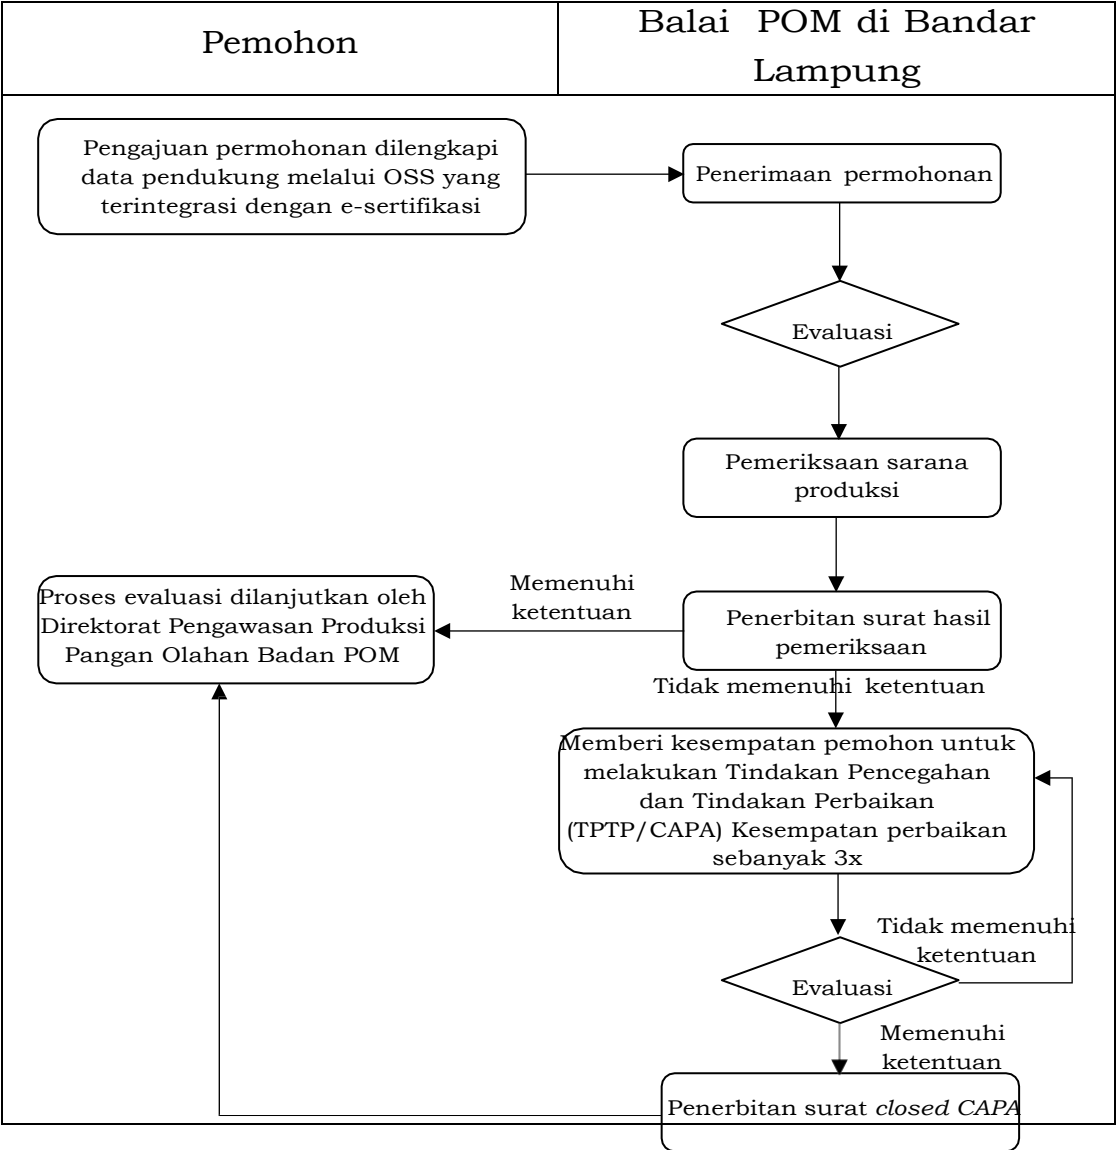 Pemohon
Balai POM di Bandar
Lampung
Pengajuan permohonan dilengkapi
data pendukung melalui OSS yang
terintegrasi dengan e-sertifikasi
Penerimaan permohonan
Evaluasi
Pemeriksaan sarana
produksi
Memenuhi
ketentuan
Proses evaluasi dilanjutkan oleh
Direktorat Pengawasan Produksi
Pangan Olahan Badan POM
Penerbitan surat hasil
pemeriksaan
Tidak memenuhi ketentuan
Memberi kesempatan pemohon untuk
melakukan Tindakan Pencegahan
dan Tindakan Perbaikan
(TPTP/CAPA) Kesempatan perbaikan
sebanyak 3x
Tidak memenuhi
ketentuan
Evaluasi
Memenuhi
ketentuan
Penerbitan surat closed CAPA